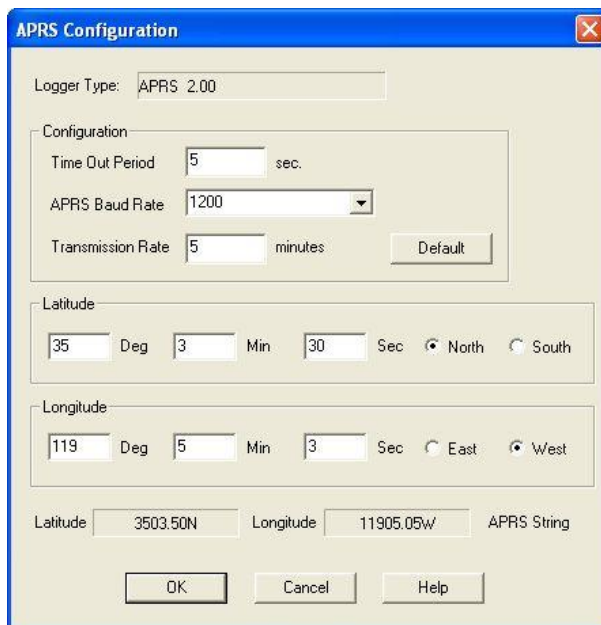 APRS Configuration
Logger Type: APRS 2.00
Configuration
Time Out Period 5 sec.
APRS Baud Rate 1200
Transmission Rate 5 minutes Default
Latitude
35 Deg 3 Min 30 Sec North South
Longitude
119 Deg 5 Min 3 Sec East West
Latitude 3503.50N Longitude 11905.05W APRS String
OK Cancel Help